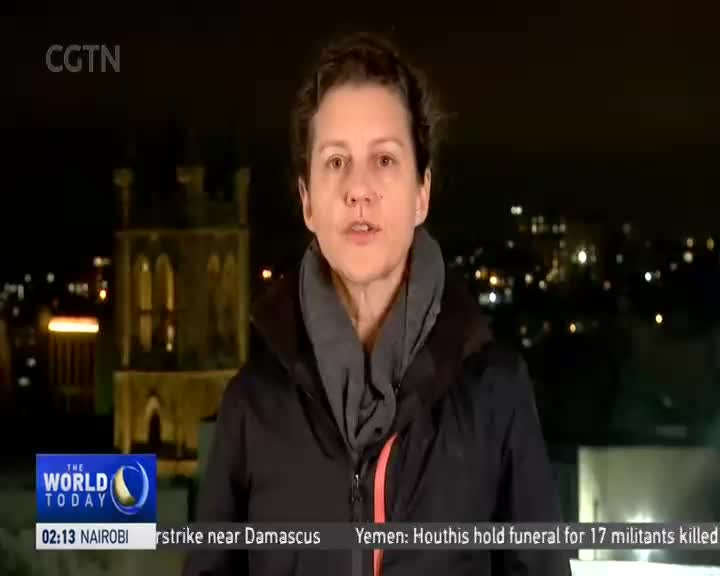 CGTN
THE
WORLD
TODAY
02:13 NAIROBI
rstrike near Damascus Yemen: Houthis hold funeral for 17 militants killed